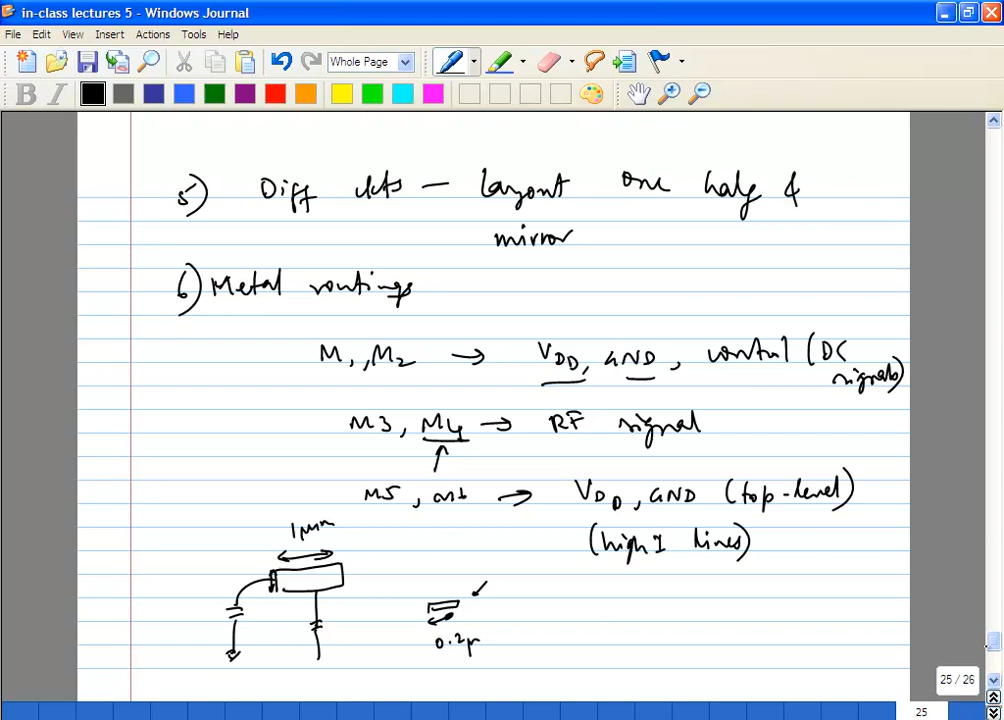 in-class lectures 5 - Windows Journal
File Edit View Insert Actions Tools Help
Whole Page
B I
5) Diff ckts — layout one half &
mirror
6) Metal routings
M1, M2 → VDD, GND, control (DC
signals)
M3, M4 → RF signal
M5, M6 → VDD, GND (top-level)
(high I lines)
1μm
0.2μ
25 / 26
25